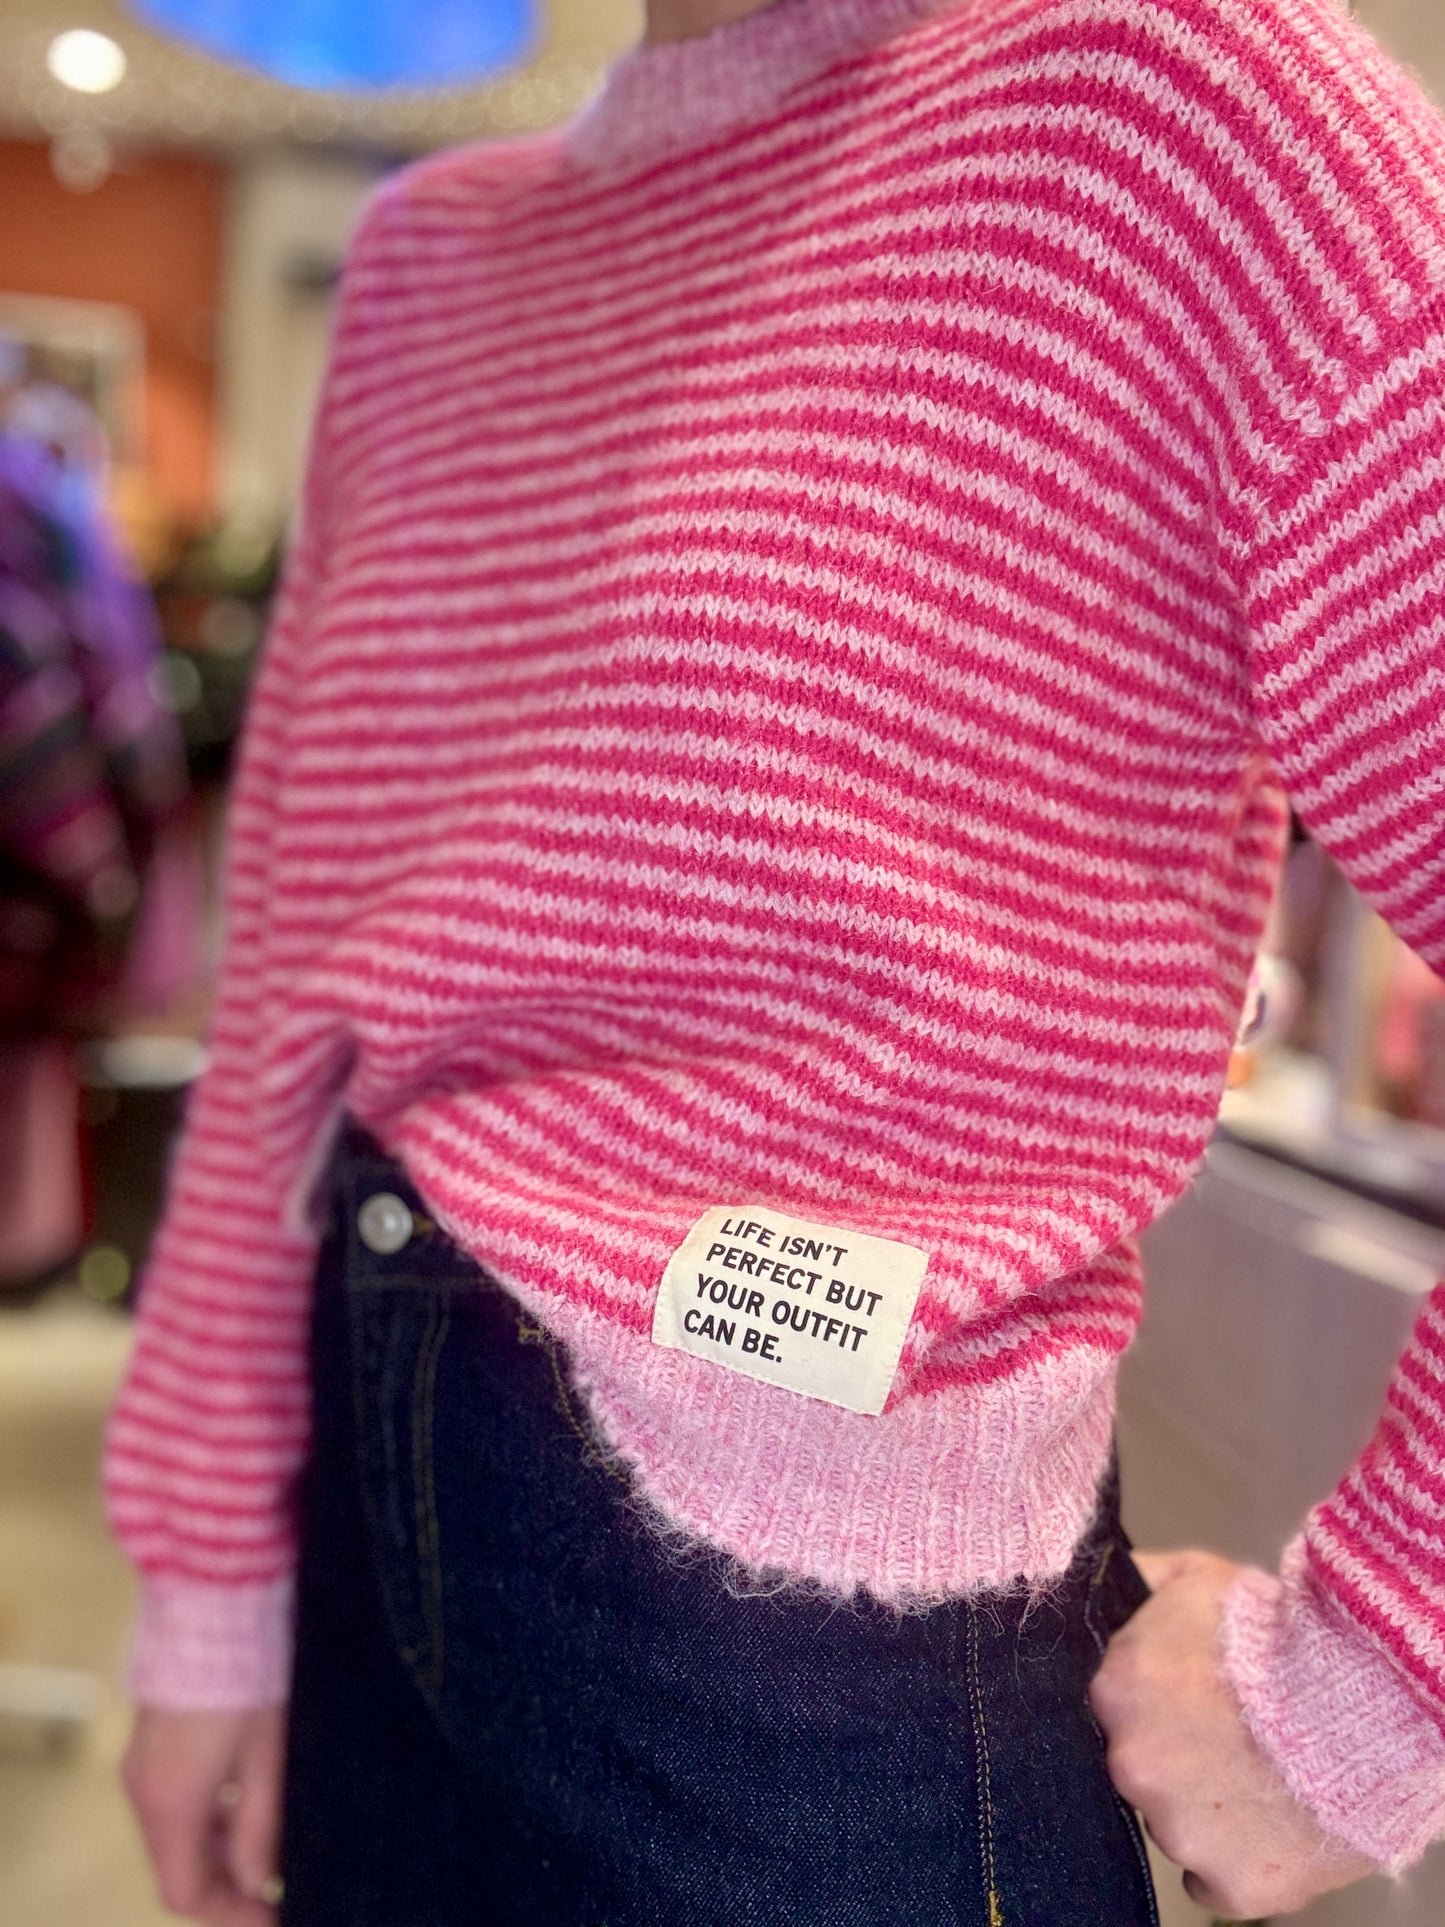 LIFE ISN'T
PERFECT BUT
YOUR OUTFIT
CAN BE.